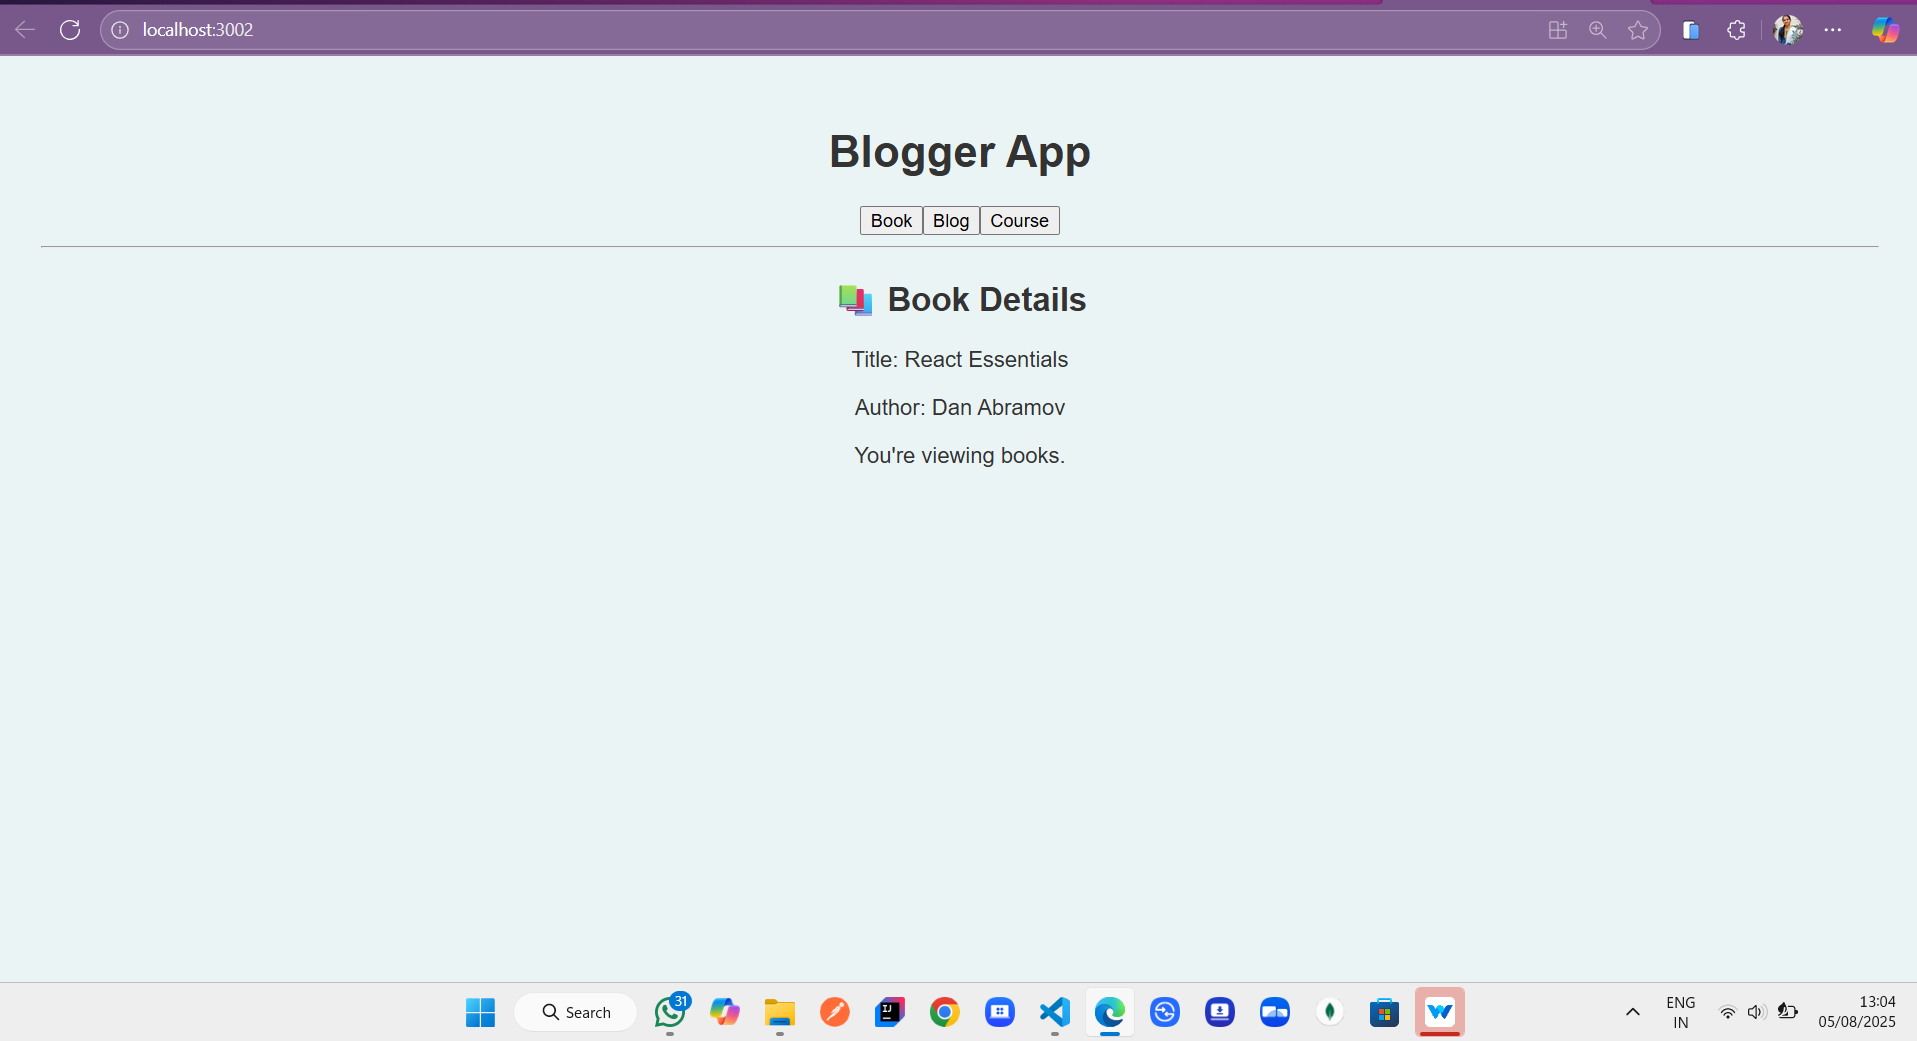 localhost:3002
Blogger App
Book Blog Course
📚 Book Details
Title: React Essentials
Author: Dan Abramov
You're viewing books.
Search
31
IJ
ENG
IN
13:04
05/08/2025